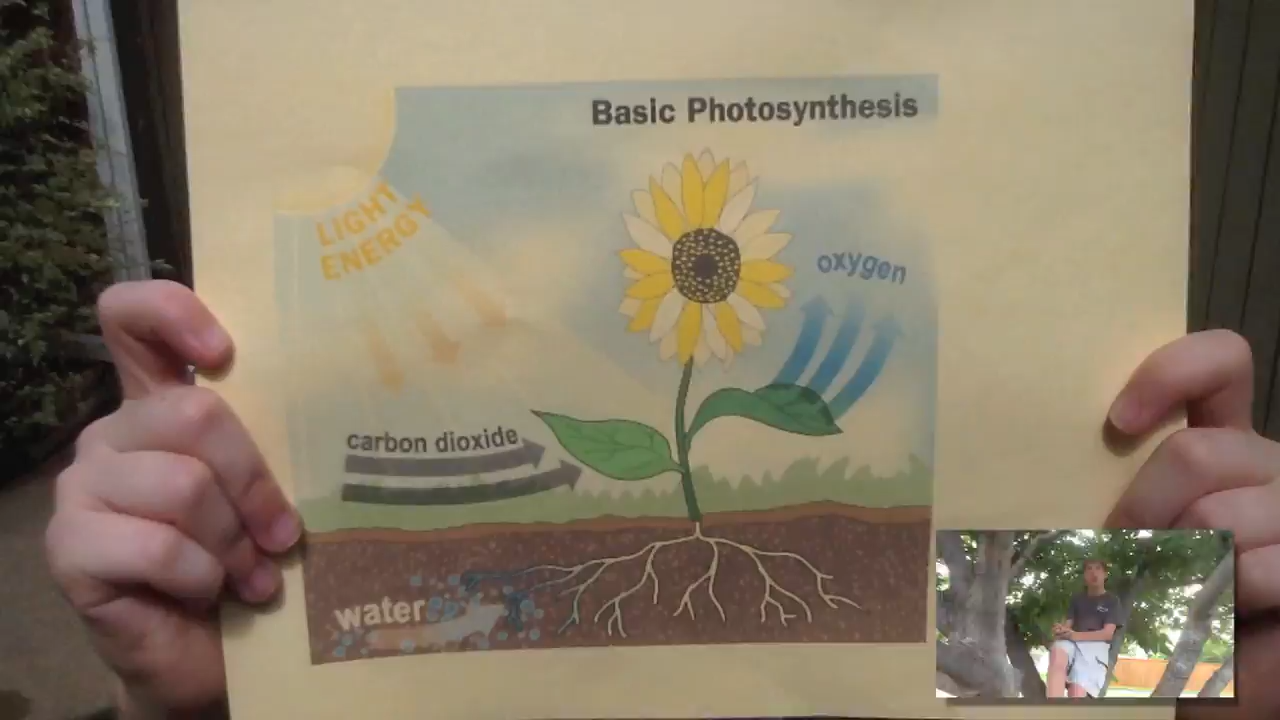 Basic Photosynthesis
LIGHT
ENERGY
oxygen
carbon dioxide
water